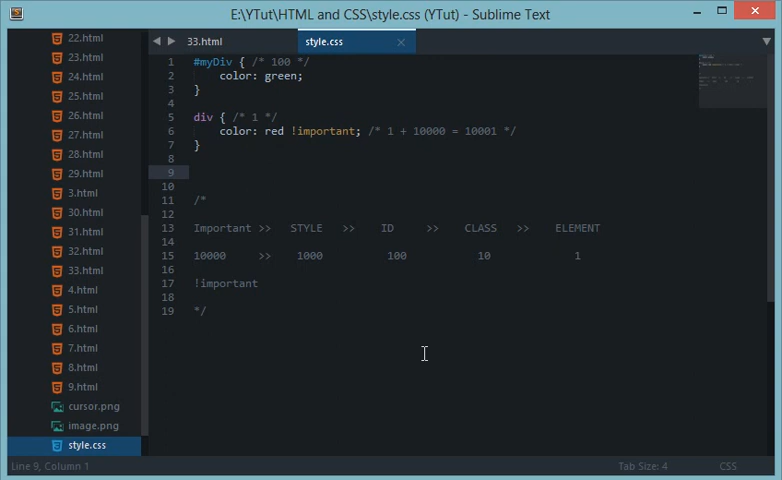 E:\YTut\HTML and CSS\style.css (YTut) - Sublime Text
22.html
23.html
24.html
25.html
26.html
27.html
28.html
29.html
3.html
30.html
31.html
32.html
33.html
4.html
5.html
6.html
7.html
8.html
9.html
cursor.png
image.png
style.css
33.html
style.css
1 #myDiv { /* 100 */
2 color: green;
3 }
4
5 div { /* 1 */
6 color: red !important; /* 1 + 10000 = 10001 */
7 }
8
9
10
11 /*
12
13 Important >> STYLE >> ID >> CLASS >> ELEMENT
14
15 10000 >> 1000 100 10 1
16
17 !important
18
19 */
Line 9, Column 1
Tab Size: 4
CSS